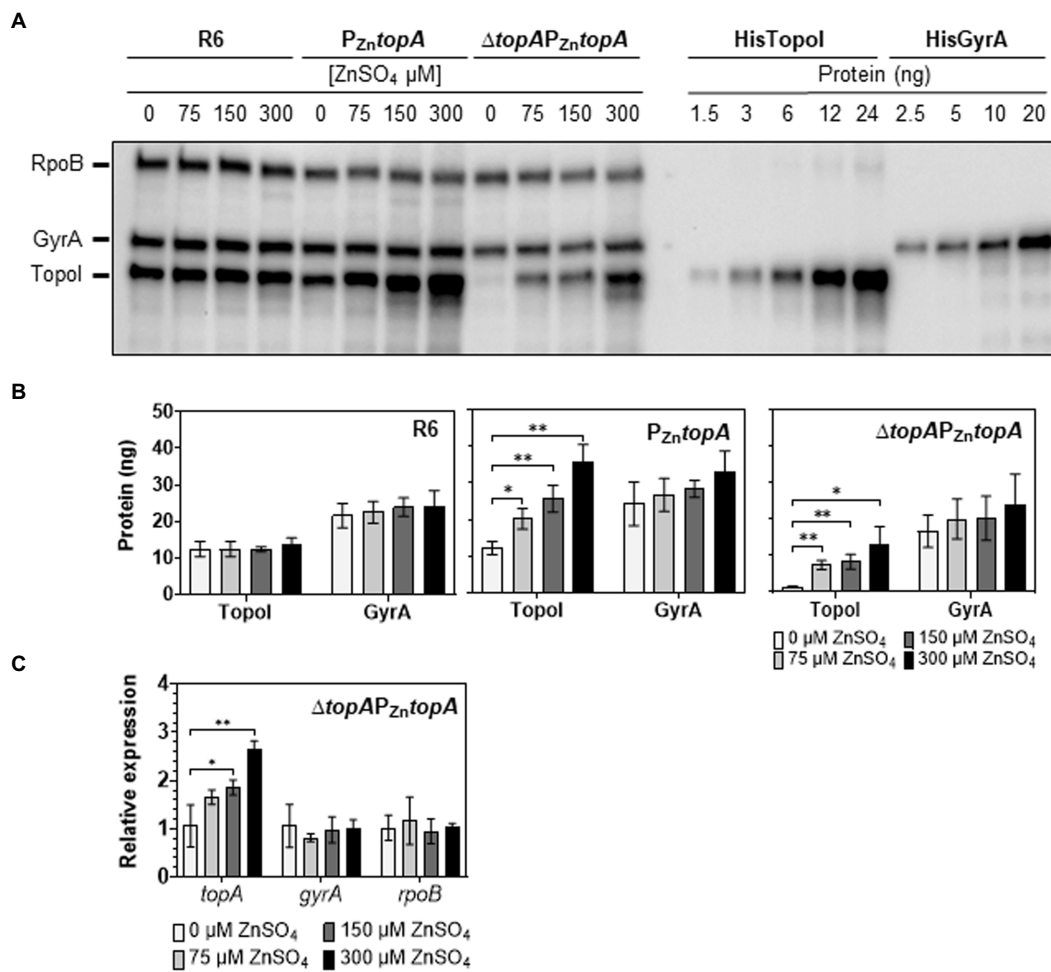 A
R6 PZntopA ΔtopAPZntopA HisTopoI HisGyrA
[ZnSO4 µM] Protein (ng)
0 75 150 300 0 75 150 300 0 75 150 300 1.5 3 6 12 24 2.5 5 10 20
RpoB
GyrA
TopoI
B
Protein (ng)
50
40
30
20
10
0
R6
TopoI GyrA
PZntopA
**
**
*
TopoI GyrA
ΔtopAPZntopA
*
**
**
TopoI GyrA
0 µM ZnSO4 150 µM ZnSO4
75 µM ZnSO4 300 µM ZnSO4
C
Relative expression
4
3
2
1
0
ΔtopAPZntopA
**
*
topA gyrA rpoB
0 µM ZnSO4 150 µM ZnSO4
75 µM ZnSO4 300 µM ZnSO4